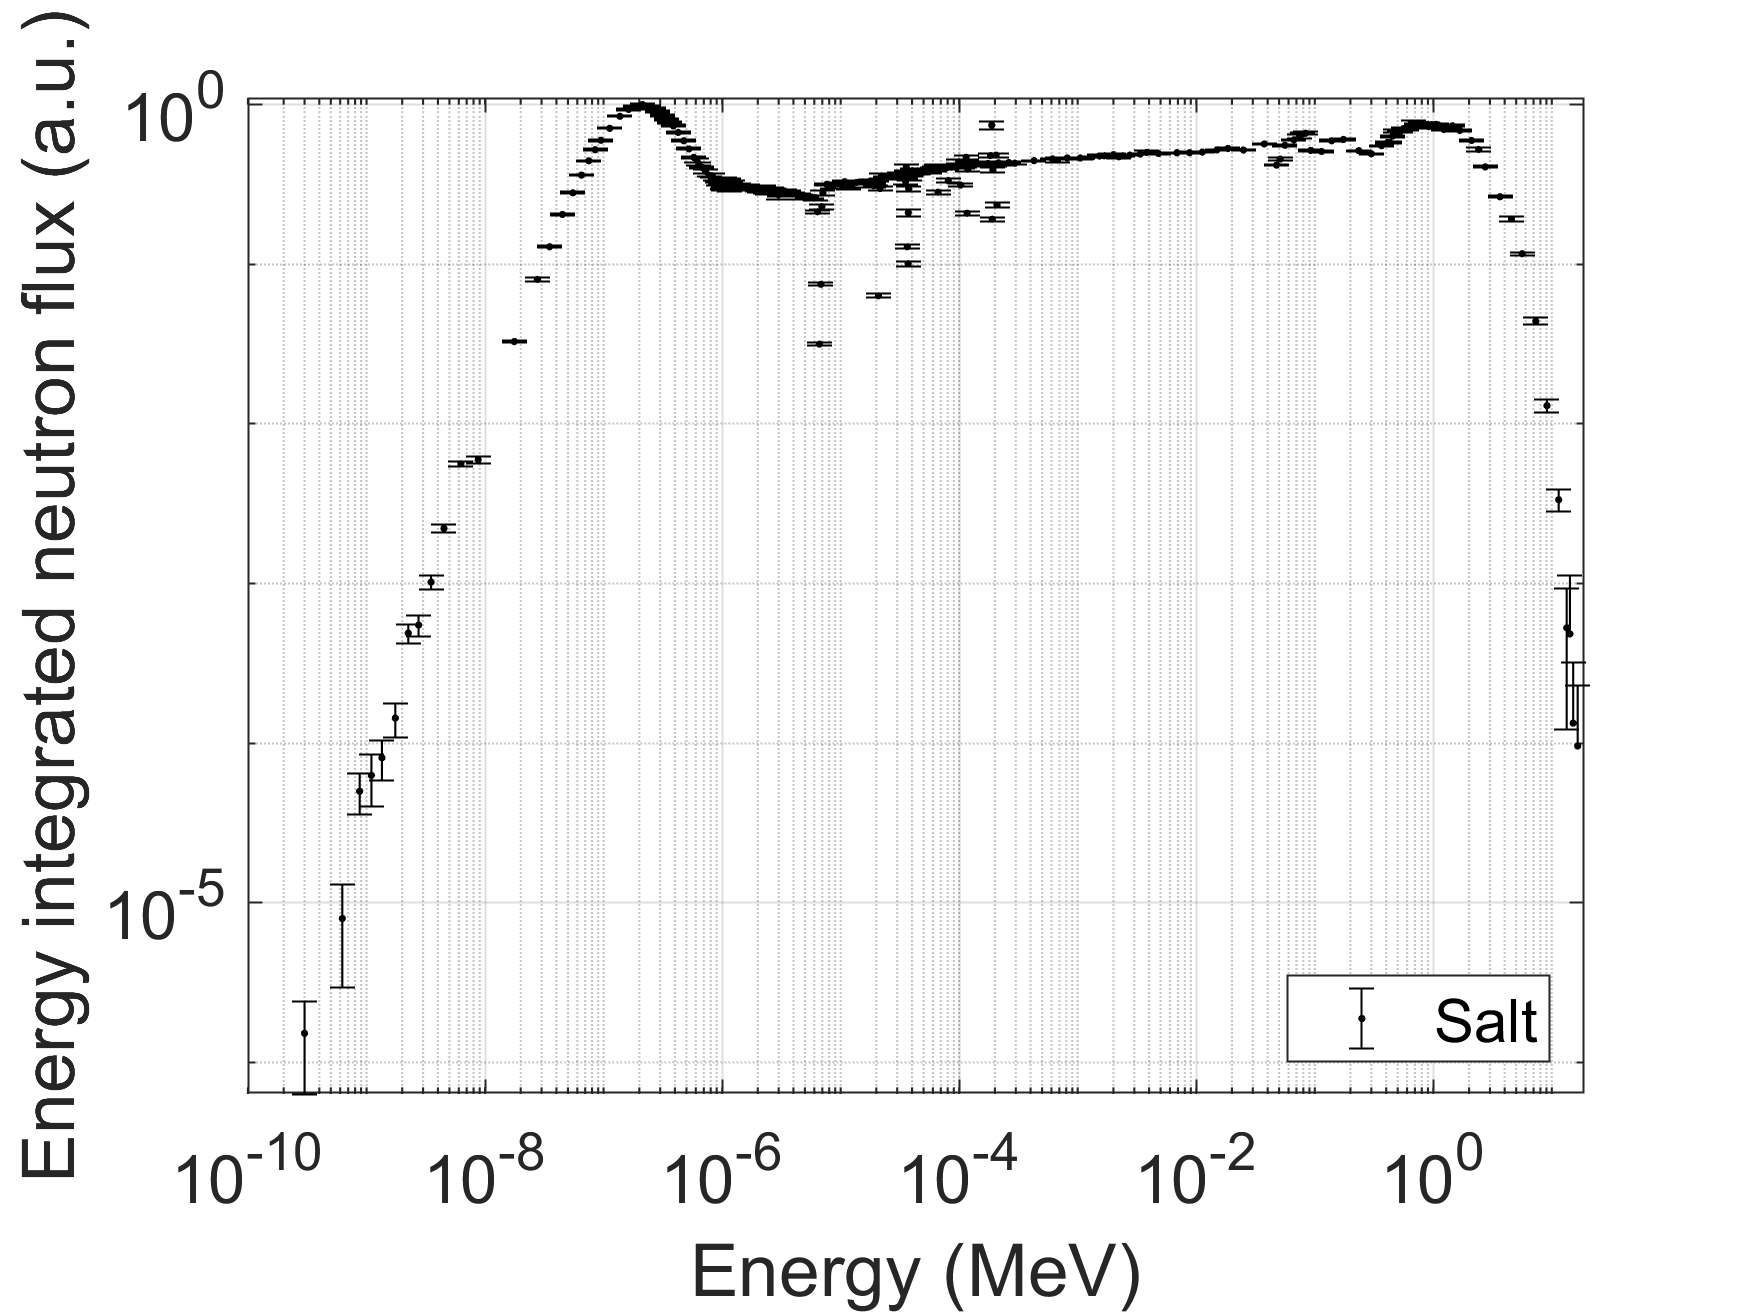 Energy integrated neutron flux (a.u.)
10^0
10^-5
Salt
10^-10 10^-8 10^-6 10^-4 10^-2 10^0
Energy (MeV)